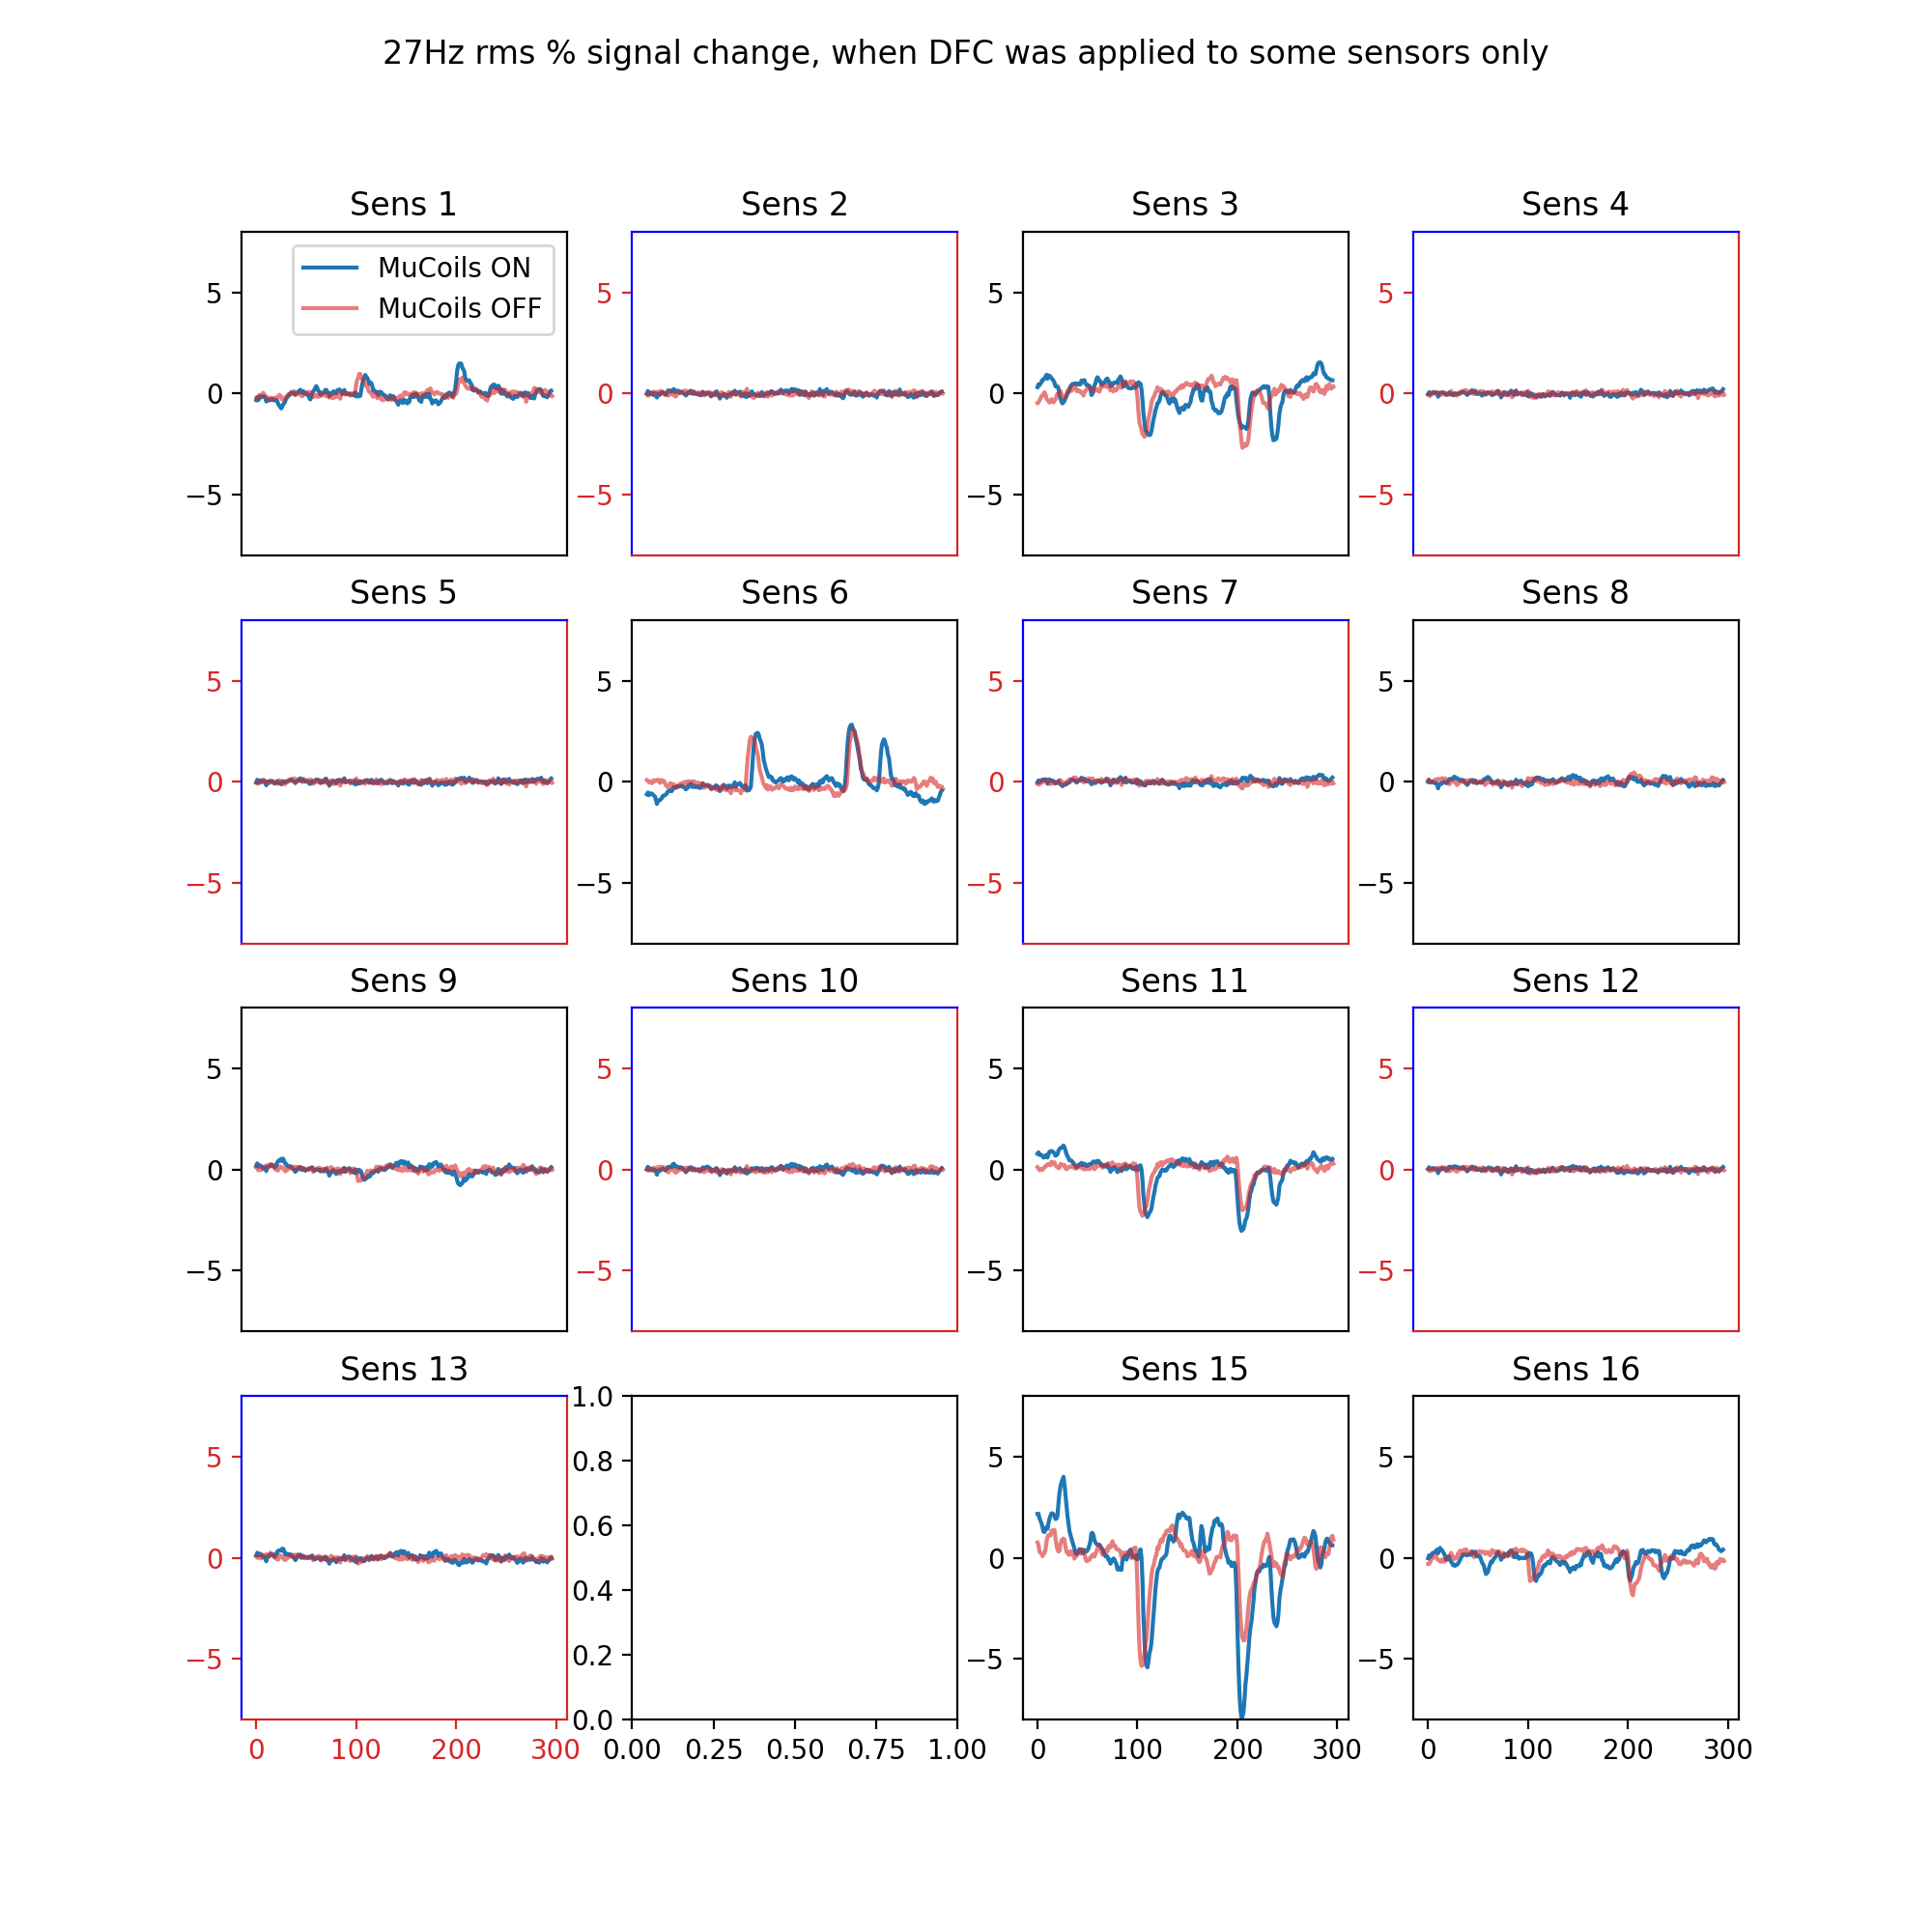 27Hz rms % signal change, when DFC was applied to some sensors only
Sens 1 Sens 2 Sens 3 Sens 4
MuCoils ON
MuCoils OFF
5 5 5 5
0 0 0 0
−5 −5 −5 −5
Sens 5 Sens 6 Sens 7 Sens 8
5 5 5 5
0 0 0 0
−5 −5 −5 −5
Sens 9 Sens 10 Sens 11 Sens 12
5 5 5 5
0 0 0 0
−5 −5 −5 −5
Sens 13 Sens 15 Sens 16
1.0
5 0.8 5 5
0.6
0 0 0
0.4
−5 0.2 −5 −5
0.0
0 100 200 300 0.00 0.25 0.50 0.75 1.00 0 100 200 300 0 100 200 300